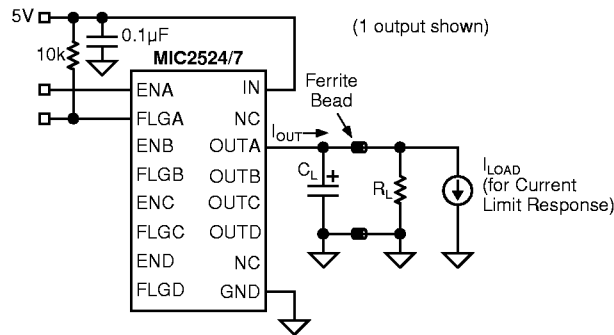 5V
0.1µF
(1 output shown)
10k
MIC2524/7
Ferrite
Bead
ENA
IN
FLGA
NC
ENB
OUTA
IOUT
FLGB
OUTB
CL
+
RL
ILOAD
(for Current
Limit Response)
ENC
OUTC
FLGC
OUTD
END
NC
FLGD
GND